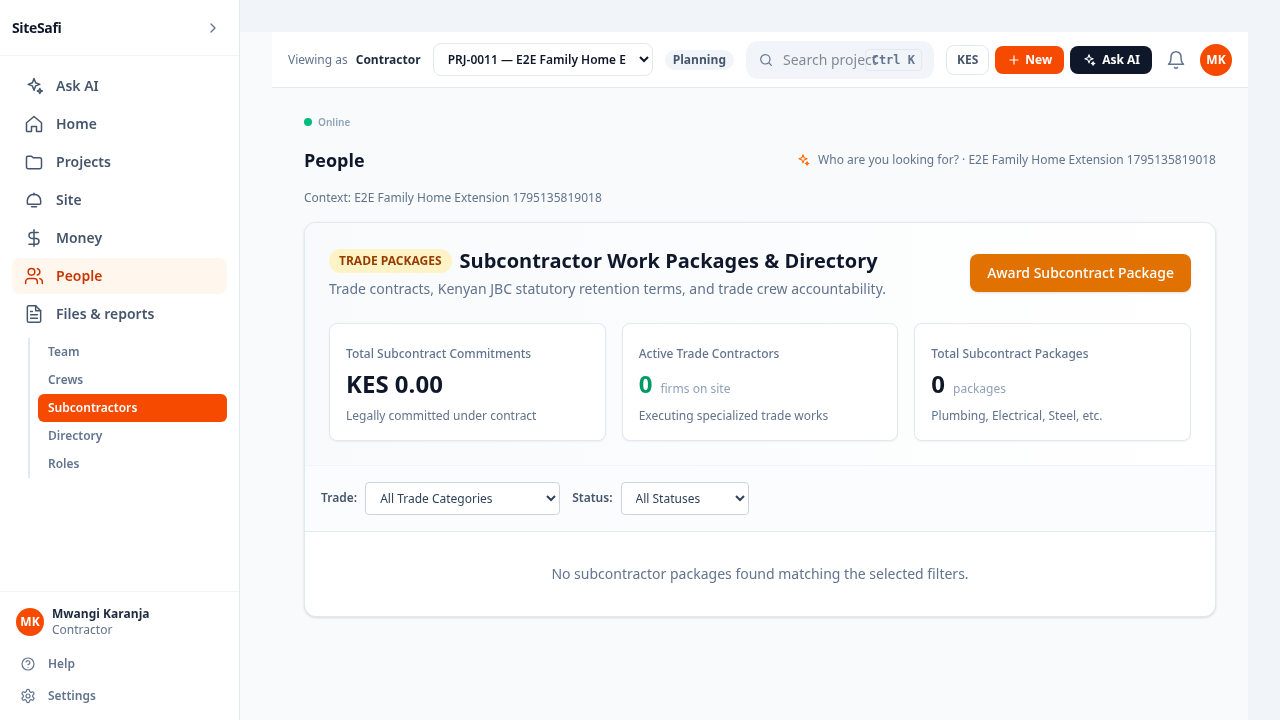 SiteSafi
Ask AI
Home
Projects
Site
Money
People
Files & reports
Team
Crews
Subcontractors
Directory
Roles
MK
Mwangi Karanja
Contractor
Help
Settings
Viewing as Contractor
PRJ-0011 — E2E Family Home E
Planning
Search project
Ctrl K
KES
New
Ask AI
MK
Online
People
Who are you looking for? · E2E Family Home Extension 1795135819018
Context: E2E Family Home Extension 1795135819018
TRADE PACKAGES
Subcontractor Work Packages & Directory
Trade contracts, Kenyan JBC statutory retention terms, and trade crew accountability.
Award Subcontract Package
Total Subcontract Commitments
KES 0.00
Legally committed under contract
Active Trade Contractors
0 firms on site
Executing specialized trade works
Total Subcontract Packages
0 packages
Plumbing, Electrical, Steel, etc.
Trade: All Trade Categories
Status: All Statuses
No subcontractor packages found matching the selected filters.